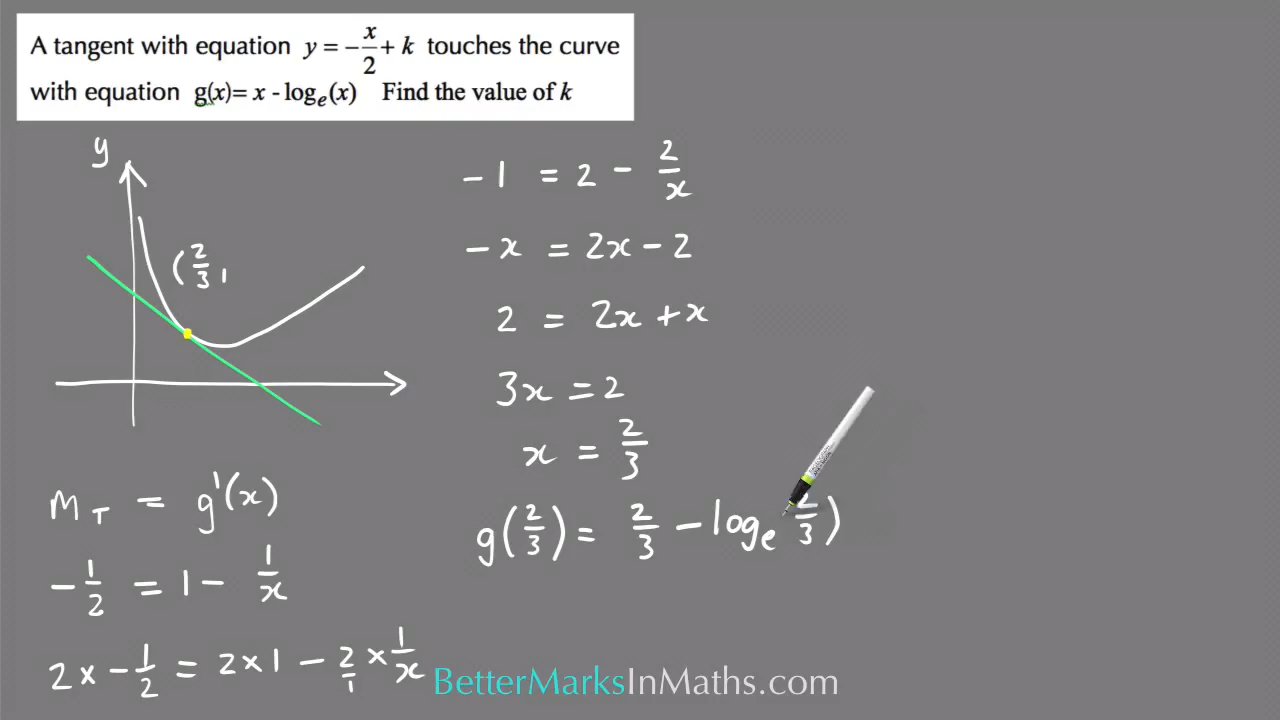 A tangent with equation y = -x/2 + k touches the curve
with equation g(x)= x - logₑ(x) Find the value of k
y
(2/3 ,
m_T = g'(x)
-1/2 = 1 - 1/x
2 × -1/2 = 2 × 1 - 2/1 × 1/x
-1 = 2 - 2/x
-x = 2x - 2
2 = 2x + x
3x = 2
x = 2/3
g(2/3) = 2/3 - logₑ 2/3)
BetterMarksInMaths.com